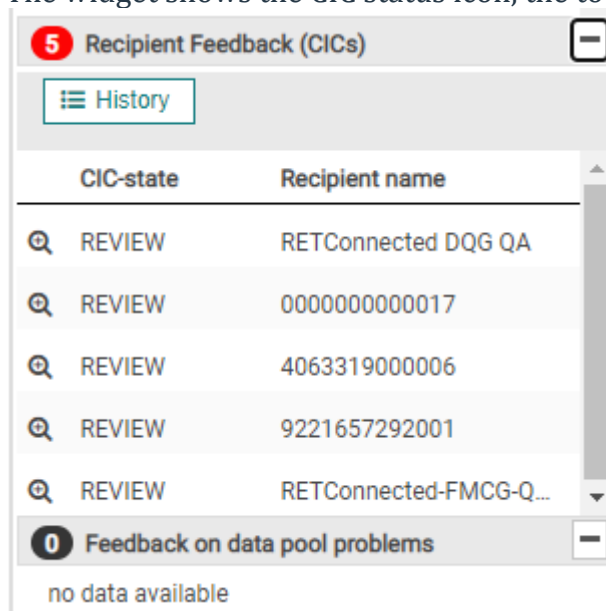 The widget shows the CIC status icon, the to
5 Recipient Feedback (CICs)
History
CIC-state Recipient name
REVIEW RETConnected DQG QA
REVIEW 0000000000017
REVIEW 4063319000006
REVIEW 9221657292001
REVIEW RETConnected-FMCG-Q...
0 Feedback on data pool problems
no data available